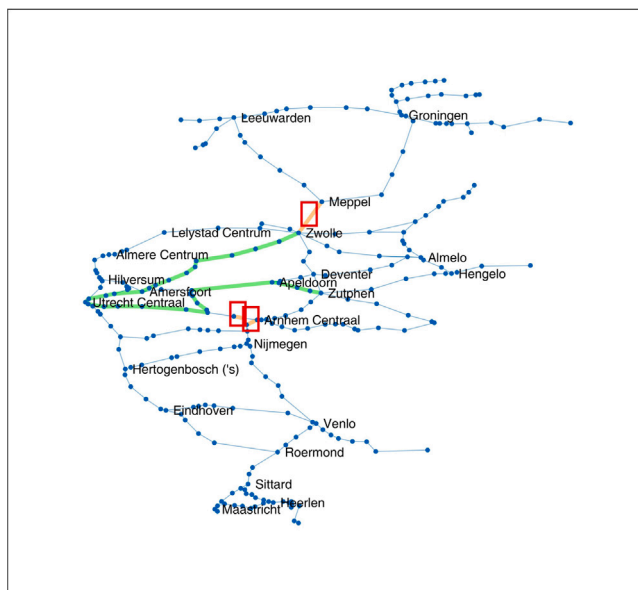 Leeuwarden
Groningen
Meppel
Lelystad Centrum
Zwolle
Almere Centrum
Almelo
Hilversum
Deventer
Hengelo
Amersfoort
Apeldoorn
Zutphen
Utrecht Centraal
Arnhem Centraal
Nijmegen
Hertogenbosch ('s)
Eindhoven
Venlo
Roermond
Sittard
Heerlen
Maastricht